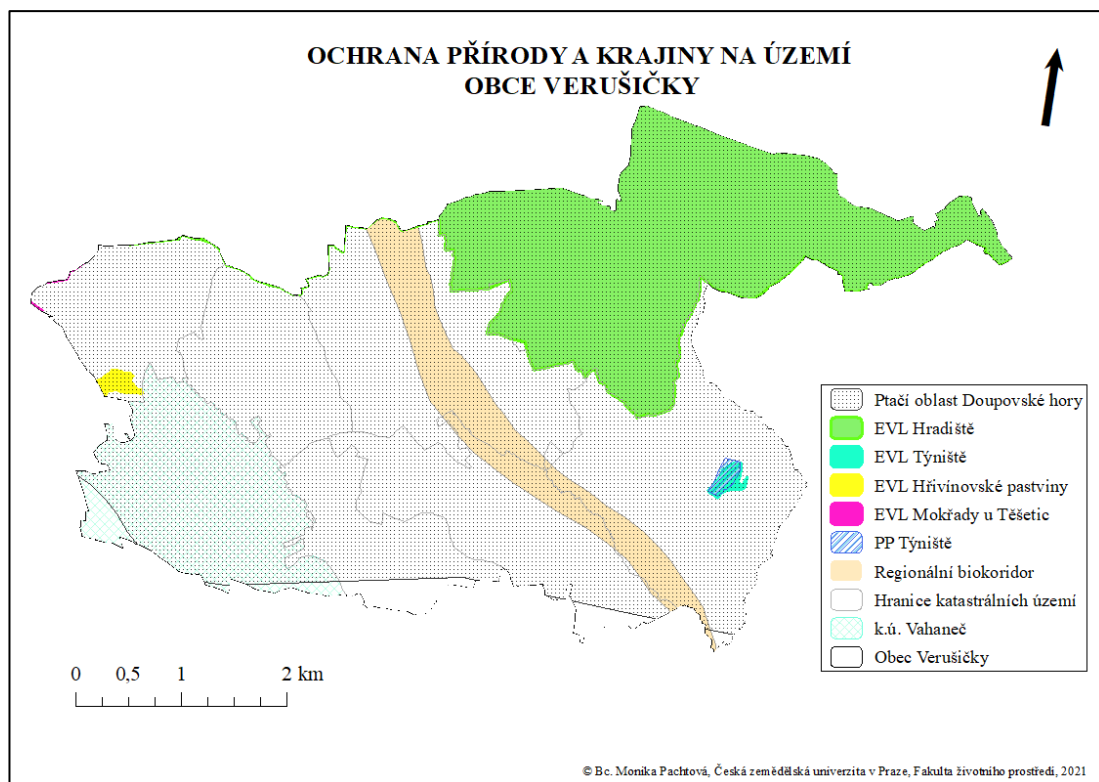 OCHRANA PŘÍRODY A KRAJINY NA ÚZEMÍ
OBCE VERUŠIČKY
Ptačí oblast Doupovské hory
EVL Hradiště
EVL Týniště
EVL Hřivínovské pastviny
EVL Mokřady u Těšetic
PP Týniště
Regionální biokoridor
Hranice katastrálních území
k.ú. Vahaneč
Obec Verušičky
0 0,5 1 2 km
© Bc. Monika Pachtová, Česká zemědělská univerzita v Praze, Fakulta životního prostředí, 2021